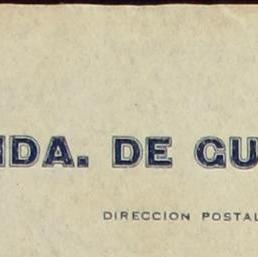 DA. DE GU
DIRECCION POSTAL